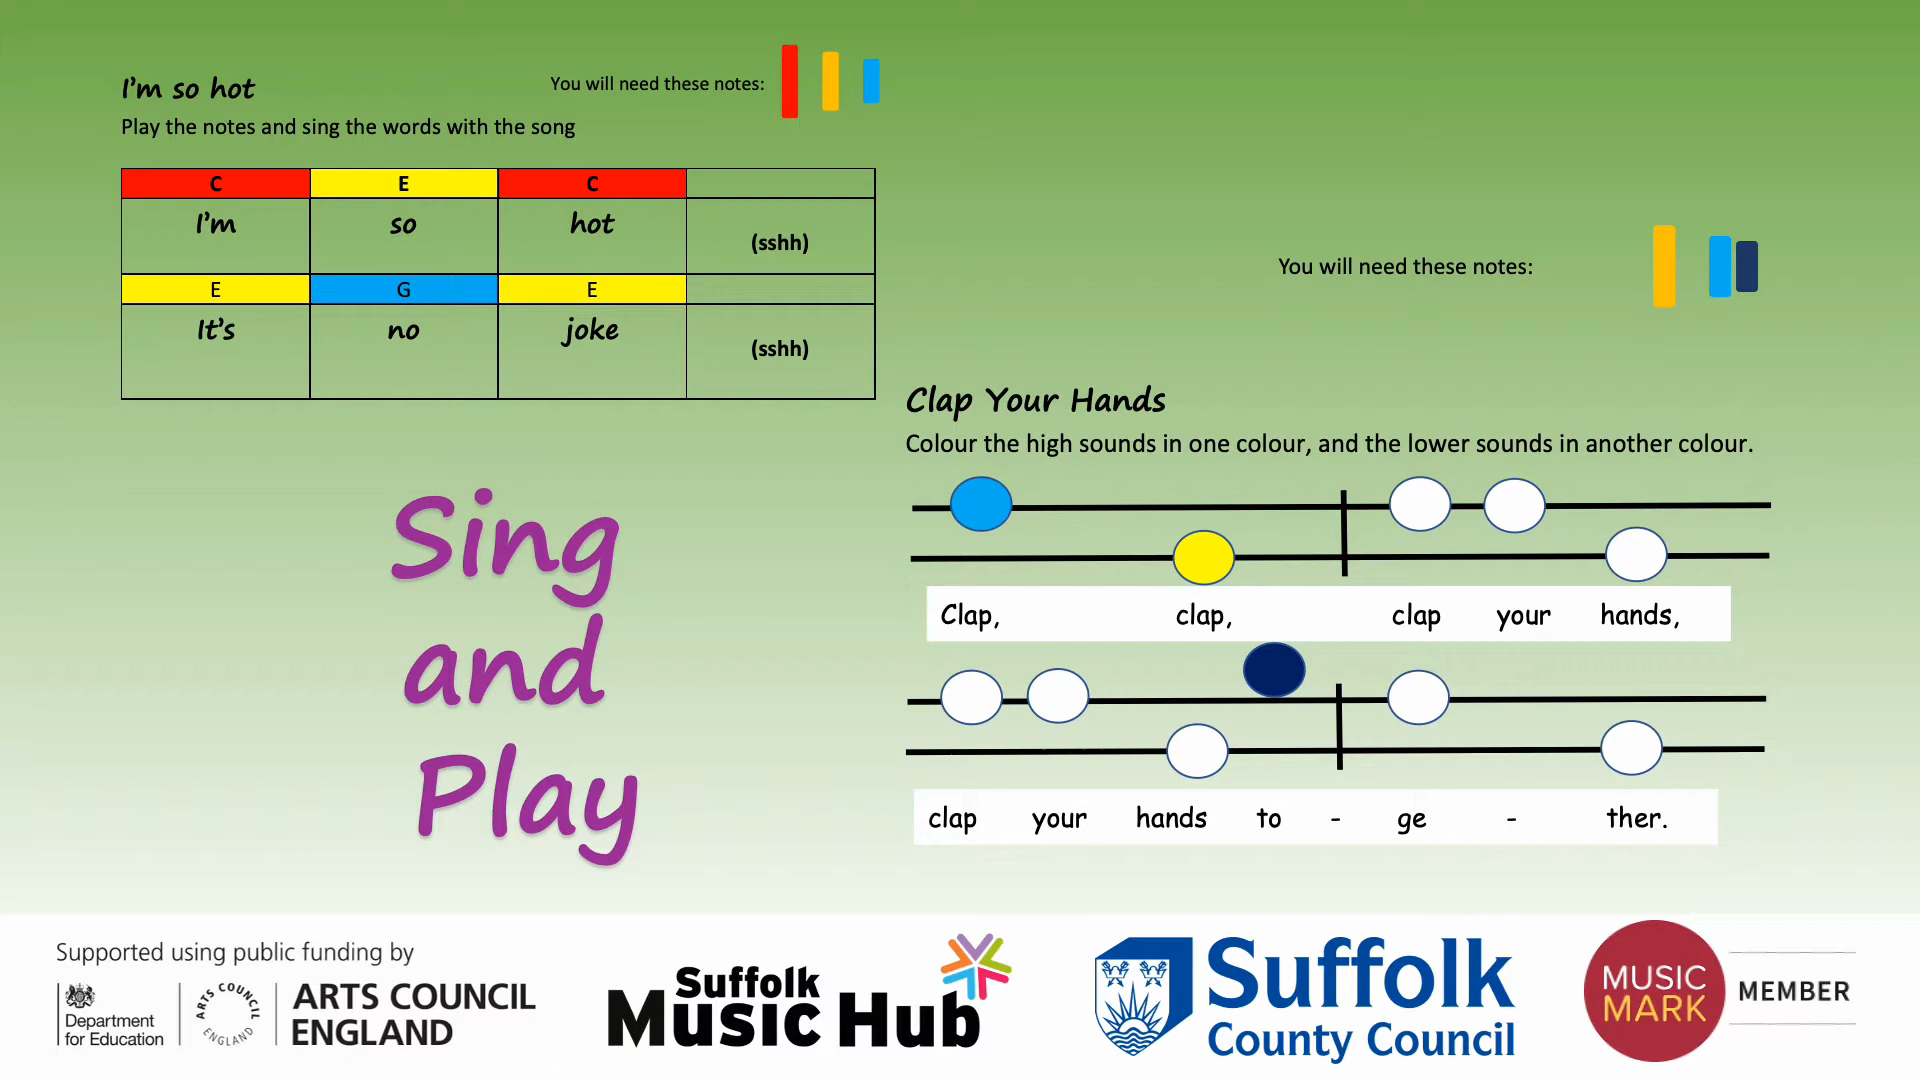 I'm so hot
You will need these notes:
Play the notes and sing the words with the song
C E C
I'm so hot (sshh)
E G E
It's no joke (sshh)
You will need these notes:
Clap Your Hands
Colour the high sounds in one colour, and the lower sounds in another colour.
Clap, clap, clap your hands,
clap your hands to - ge - ther.
Sing
and
Play
Supported using public funding by
Department
for Education
ARTS COUNCIL
ENGLAND
ARTS COUNCIL
ENGLAND
Suffolk
Music Hub
Suffolk
County Council
MUSIC
MARK
MEMBER